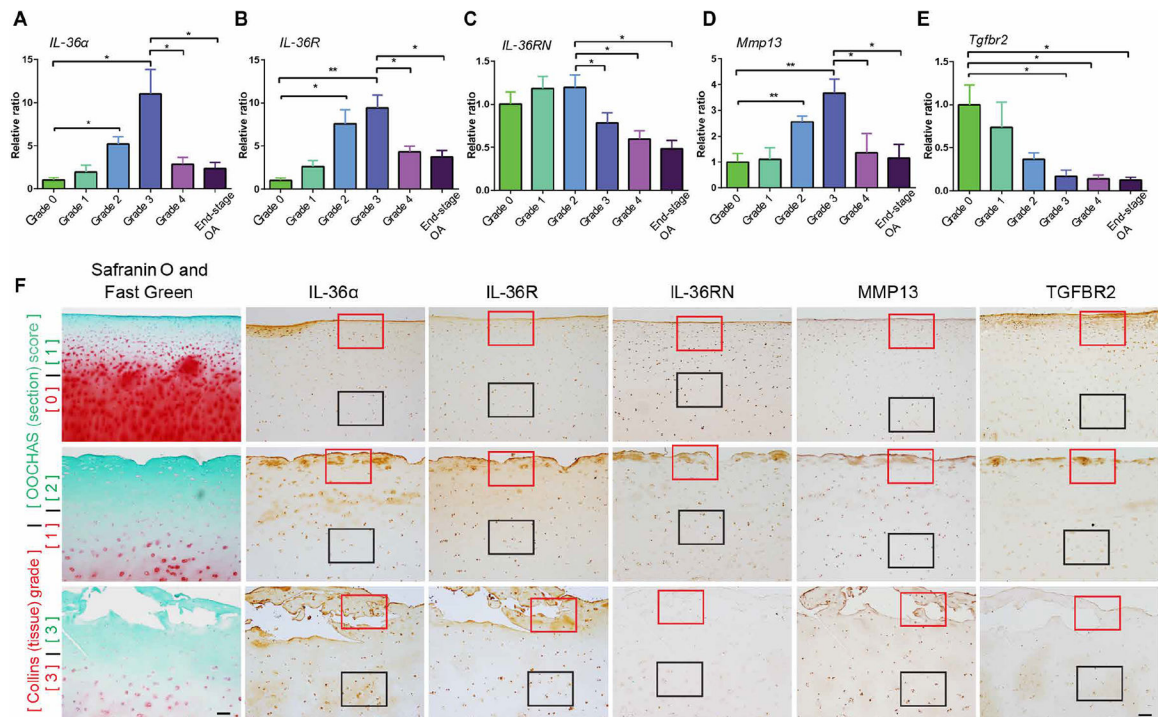 A
IL-36α
Relative ratio
15
10
5
0
Grade 0
Grade 1
Grade 2
Grade 3
Grade 4
End-stage
OA
*
*
*
*
B
IL-36R
Relative ratio
15
10
5
0
Grade 0
Grade 1
Grade 2
Grade 3
Grade 4
End-stage
OA
**
*
*
*
C
IL-36RN
Relative ratio
1.5
1.0
0.5
0.0
Grade 0
Grade 1
Grade 2
Grade 3
Grade 4
End-stage
OA
*
*
*
D
Mmp13
Relative ratio
5
4
3
2
1
0
Grade 0
Grade 1
Grade 2
Grade 3
Grade 4
End-stage
OA
**
**
*
*
E
Tgfbr2
Relative ratio
1.5
1.0
0.5
0.0
Grade 0
Grade 1
Grade 2
Grade 3
Grade 4
End-stage
OA
*
*
*
F
Safranin O and
Fast Green
IL-36α
IL-36R
IL-36RN
MMP13
TGFBR2
[ Collins (tissue) grade ] — [ OOCHAS (section) score ]
[0] — [1]
[1] — [2]
[3] — [3]